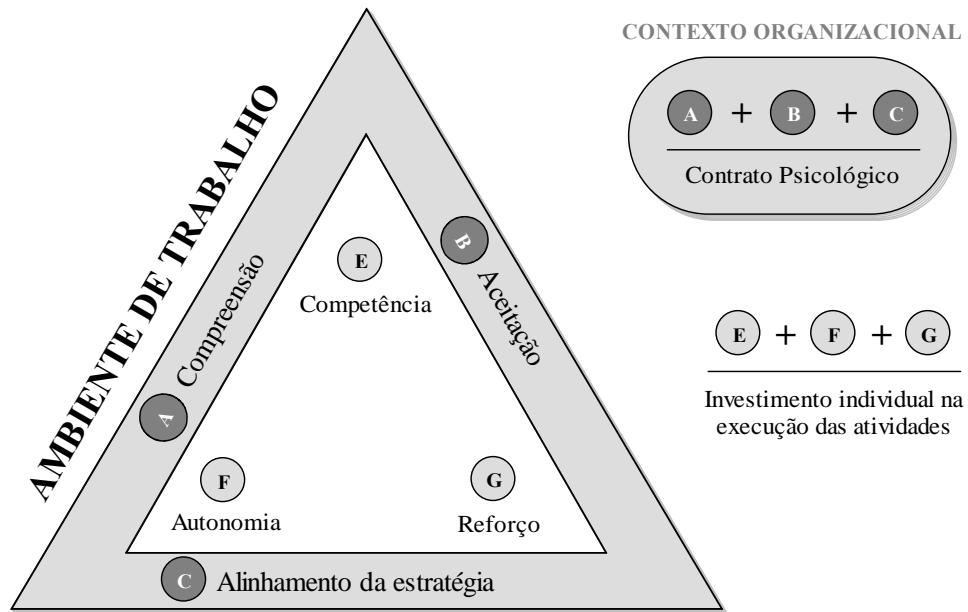 CONTEXTO ORGANIZACIONAL
A + B + C
Contrato Psicológico
AMBIENTE DE TRABALHO
A Compreensão
B Aceitação
E
Competência
E + F + G
Investimento individual na
execução das atividades
F
Autonomia
G
Reforço
C Alinhamento da estratégia